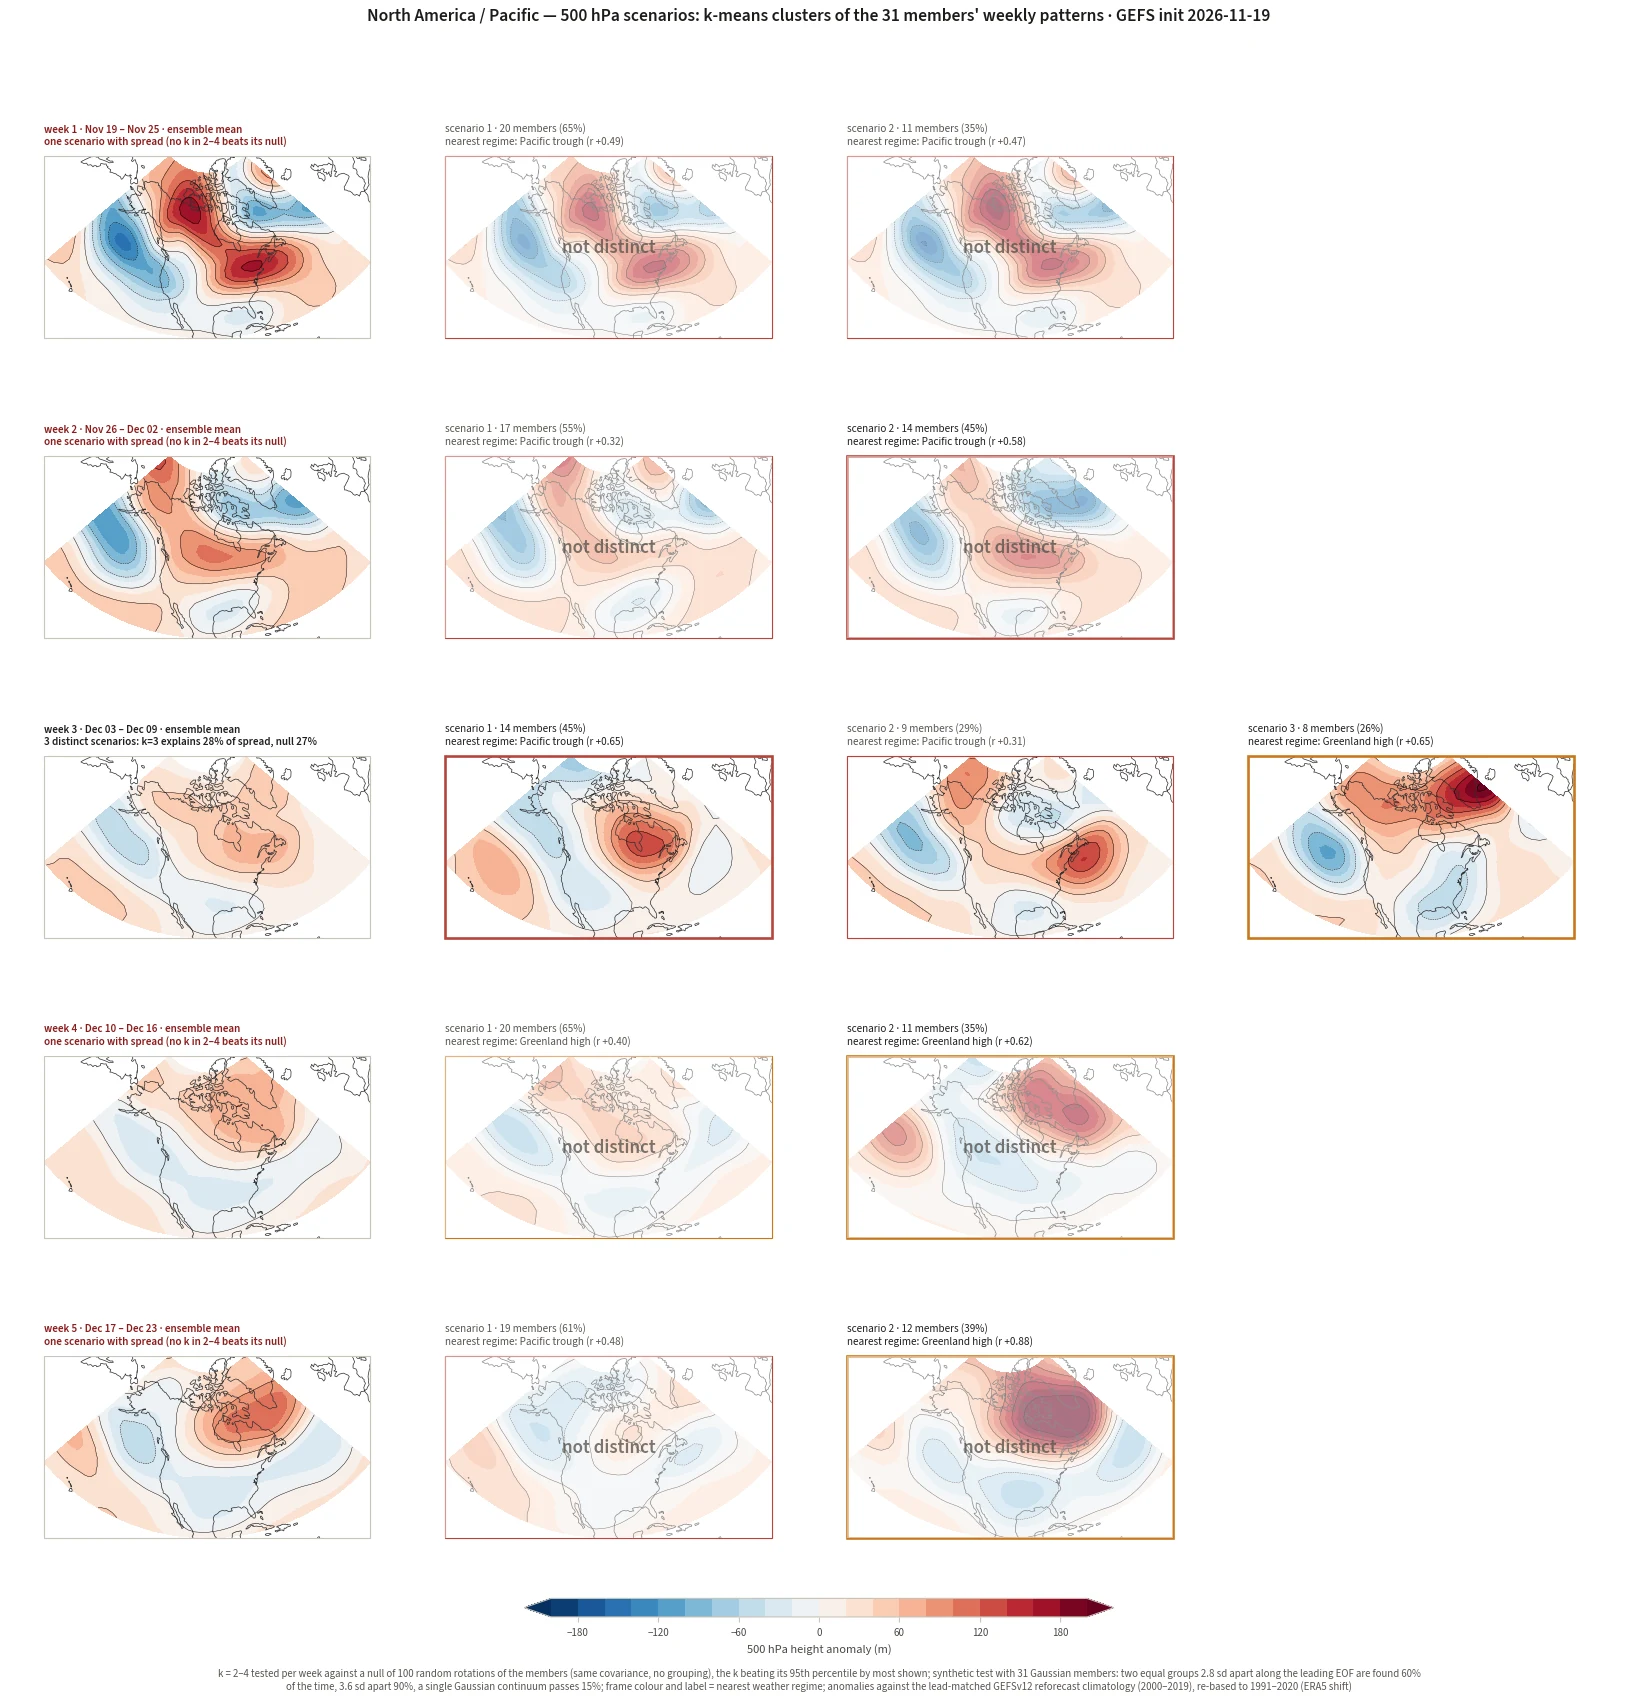 North America / Pacific — 500 hPa scenarios: k-means clusters of the 31 members' weekly patterns · GEFS init 2026-11-19
week 1 · Nov 19 – Nov 25 · ensemble mean
one scenario with spread (no k in 2–4 beats its null)
scenario 1 · 20 members (65%)
nearest regime: Pacific trough (r +0.49)
not distinct
scenario 2 · 11 members (35%)
nearest regime: Pacific trough (r +0.47)
not distinct
week 2 · Nov 26 – Dec 02 · ensemble mean
one scenario with spread (no k in 2–4 beats its null)
scenario 1 · 17 members (55%)
nearest regime: Pacific trough (r +0.32)
not distinct
scenario 2 · 14 members (45%)
nearest regime: Pacific trough (r +0.58)
not distinct
week 3 · Dec 03 – Dec 09 · ensemble mean
3 distinct scenarios: k=3 explains 28% of spread, null 27%
scenario 1 · 14 members (45%)
nearest regime: Pacific trough (r +0.65)
scenario 2 · 9 members (29%)
nearest regime: Pacific trough (r +0.31)
scenario 3 · 8 members (26%)
nearest regime: Greenland high (r +0.65)
week 4 · Dec 10 – Dec 16 · ensemble mean
one scenario with spread (no k in 2–4 beats its null)
scenario 1 · 20 members (65%)
nearest regime: Greenland high (r +0.40)
not distinct
scenario 2 · 11 members (35%)
nearest regime: Greenland high (r +0.62)
not distinct
week 5 · Dec 17 – Dec 23 · ensemble mean
one scenario with spread (no k in 2–4 beats its null)
scenario 1 · 19 members (61%)
nearest regime: Pacific trough (r +0.48)
not distinct
scenario 2 · 12 members (39%)
nearest regime: Greenland high (r +0.88)
not distinct
−180 −120 −60 0 60 120 180
500 hPa height anomaly (m)
k = 2–4 tested per week against a null of 100 random rotations of the members (same covariance, no grouping), the k beating its 95th percentile by most shown; synthetic test with 31 Gaussian members: two equal groups 2.8 sd apart along the leading EOF are found 60%
of the time, 3.6 sd apart 90%, a single Gaussian continuum passes 15%; frame colour and label = nearest weather regime; anomalies against the lead-matched GEFSv12 reforecast climatology (2000–2019), re-based to 1991–2020 (ERA5 shift)